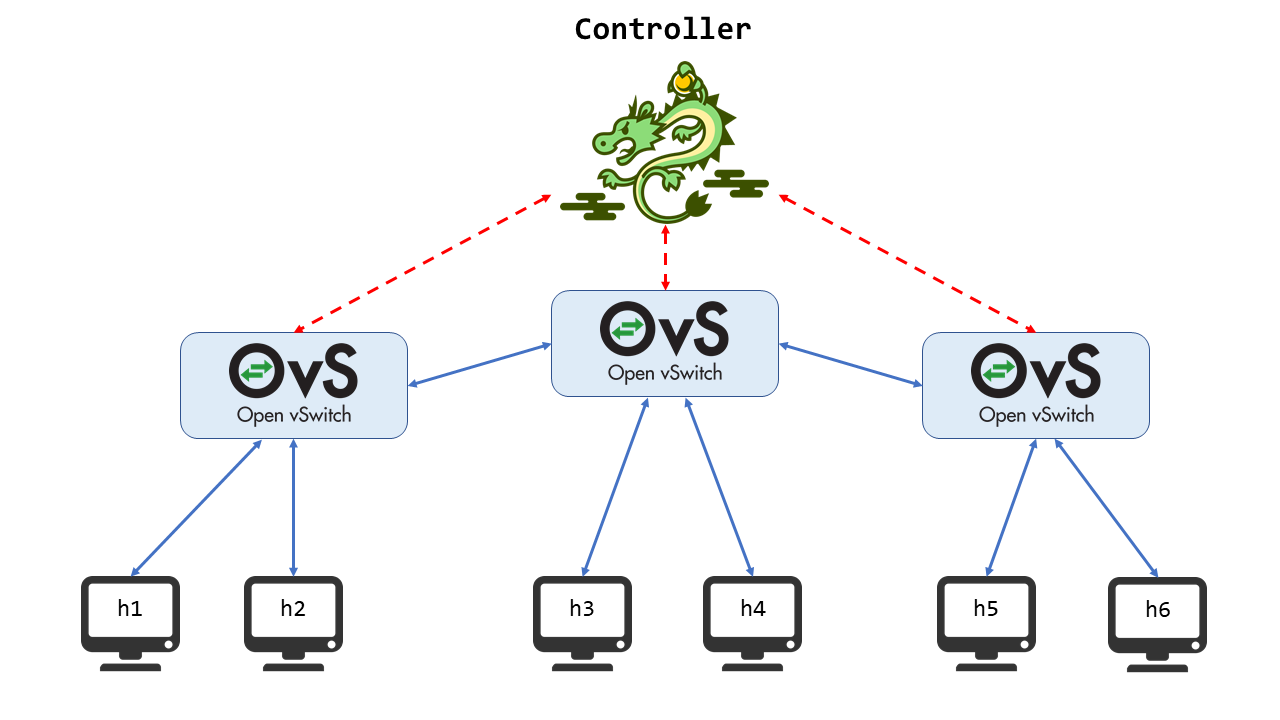 Controller
OvS
Open vSwitch
OvS
Open vSwitch
OvS
Open vSwitch
h1
h2
h3
h4
h5
h6